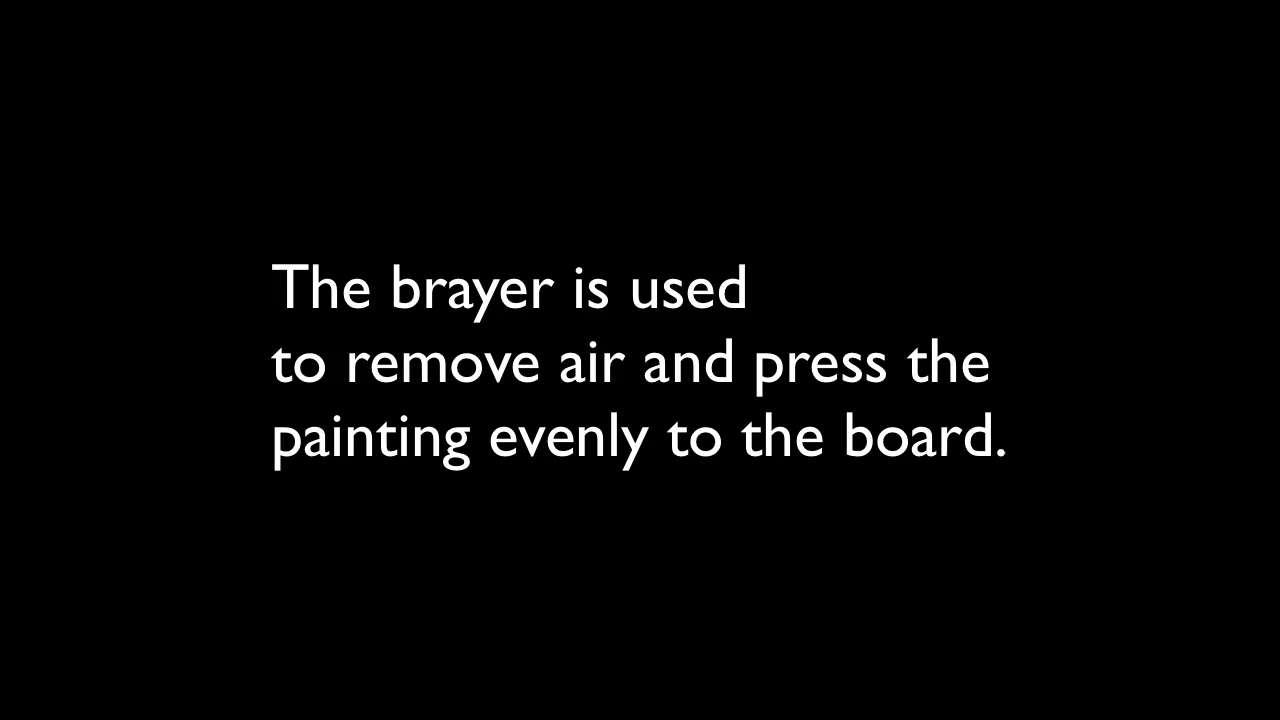 The brayer is used
to remove air and press the
painting evenly to the board.